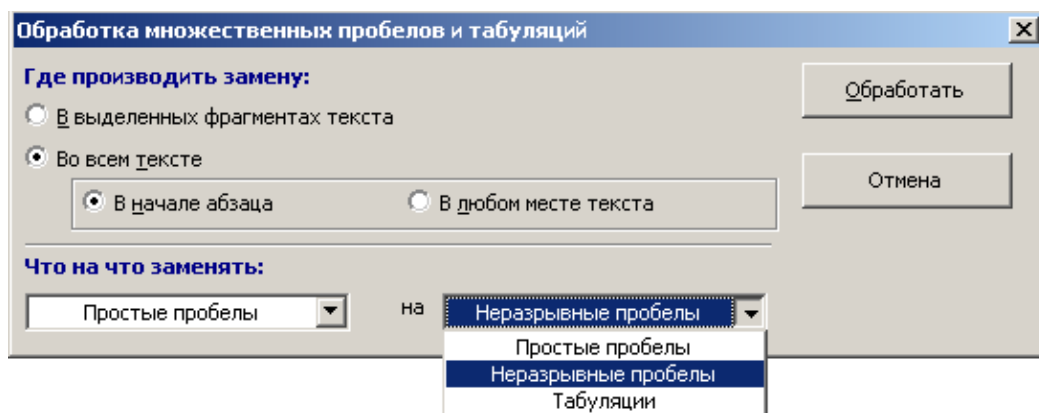 Обработка множественных пробелов и табуляций
Где производить замену:
Обработать
В выделенных фрагментах текста
Во всем тексте
Отмена
В начале абзаца В любом месте текста
Что на что заменять:
Простые пробелы на Неразрывные пробелы
Простые пробелы
Неразрывные пробелы
Табуляции